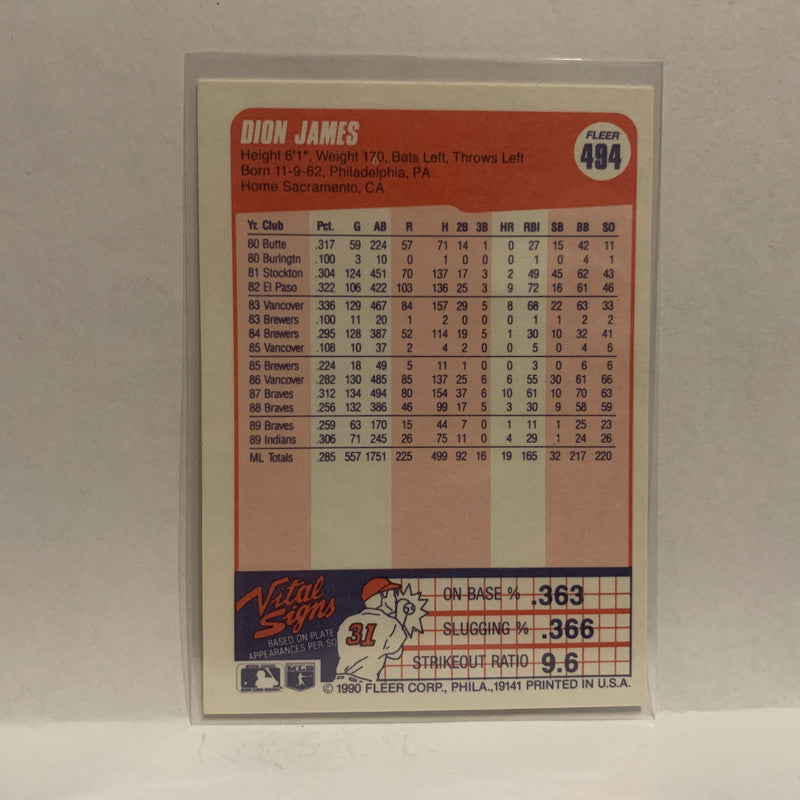 DION JAMES
FLEER
494
Height 6'1", Weight 170, Bats Left, Throws Left
Born 11-9-62, Philadelphia, PA
Home Sacramento, CA
Yr. Club Pct. G AB R H 2B 3B HR RBI SB BB SO
80 Butte .317 59 224 57 71 14 1 0 27 15 42 11
80 Burlngtn .100 3 10 0 1 0 0 0 0 0 4 1
81 Stockton .304 124 451 70 137 17 3 2 49 45 62 43
82 El Paso .322 106 422 103 136 25 3 9 72 16 61 46
83 Vancover .336 129 467 84 157 29 5 8 68 22 63 33
83 Brewers .100 11 20 1 2 0 0 0 1 1 2 2
84 Brewers .295 128 387 52 114 19 5 1 30 10 32 41
85 Vancover .108 10 37 2 4 2 0 0 5 0 4 6
85 Brewers .224 18 49 5 11 1 0 0 3 0 6 6
86 Vancover .282 130 485 85 137 25 6 6 55 30 61 66
87 Braves .312 134 494 80 154 37 6 10 61 10 70 63
88 Braves .256 132 386 46 99 17 5 3 30 9 58 59
89 Braves .259 63 170 15 44 7 0 1 11 1 25 23
89 Indians .306 71 245 26 75 11 0 4 29 1 24 26
ML Totals .285 557 1751 225 499 92 16 19 165 32 217 220
Vital Signs
BASED ON PLATE
APPEARANCES PER SO
31
ON BASE % .363
SLUGGING % .366
STRIKEOUT RATIO 9.6
© 1990 FLEER CORP., PHILA., 19141 PRINTED IN U.S.A.